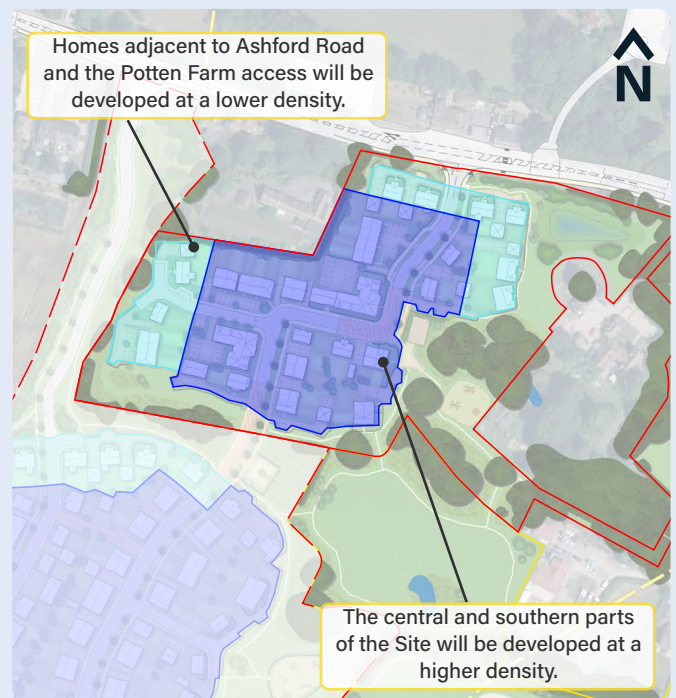 Homes adjacent to Ashford Road
and the Potten Farm access will be
developed at a lower density.
N
The central and southern parts
of the Site will be developed at a
higher density.